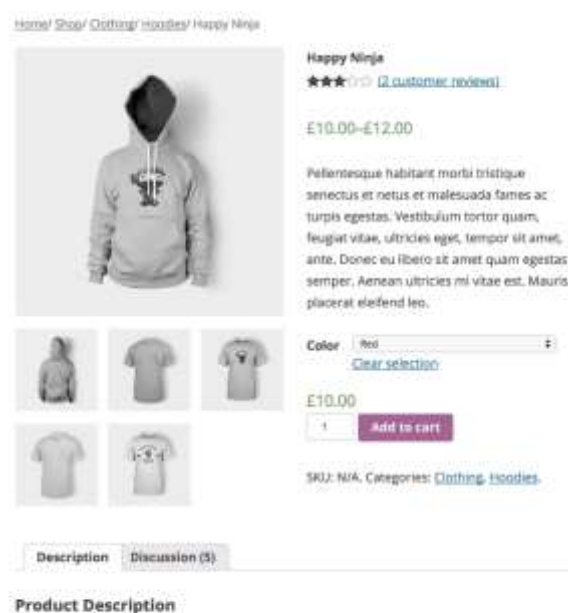 Home/ Shop/ Clothing/ Hoodies/ Happy Ninja
Happy Ninja
(2 customer reviews)
£10.00–£12.00
Pellentesque habitant morbi tristique
senectus et netus et malesuada fames ac
turpis egestas. Vestibulum tortor quam,
feugiat vitae, ultricies eget, tempor sit amet,
ante. Donec eu libero sit amet quam egestas
semper. Aenean ultricies mi vitae est. Mauris
placerat eleifend leo.
Color Red
Clear selection
£10.00
1 Add to cart
SKU: N/A. Categories: Clothing, Hoodies.
Description Discussion (5)
Product Description